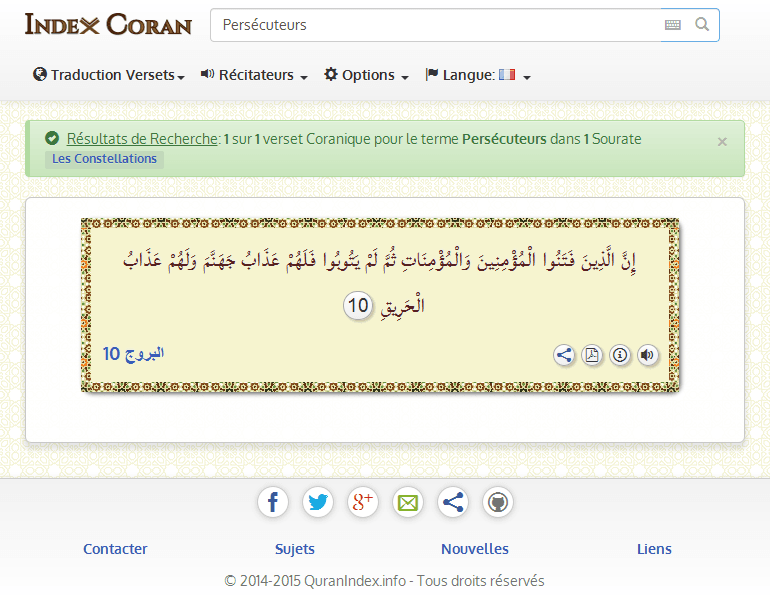 Index Coran
Persécuteurs
Traduction Versets
Récitateurs
Options
Langue:
Résultats de Recherche: 1 sur 1 verset Coranique pour le terme Persécuteurs dans 1 Sourate
×
Les Constellations
إِنَّ الَّذِينَ فَتَنُوا الْمُؤْمِنِينَ وَالْمُؤْمِنَاتِ ثُمَّ لَمْ يَتُوبُوا فَلَهُمْ عَذَابُ جَهَنَّمَ وَلَهُمْ عَذَابُ
الْحَرِيقِ 10
البروج 10
f
8+
Contacter
Sujets
Nouvelles
Liens
© 2014-2015 QuranIndex.info - Tous droits réservés